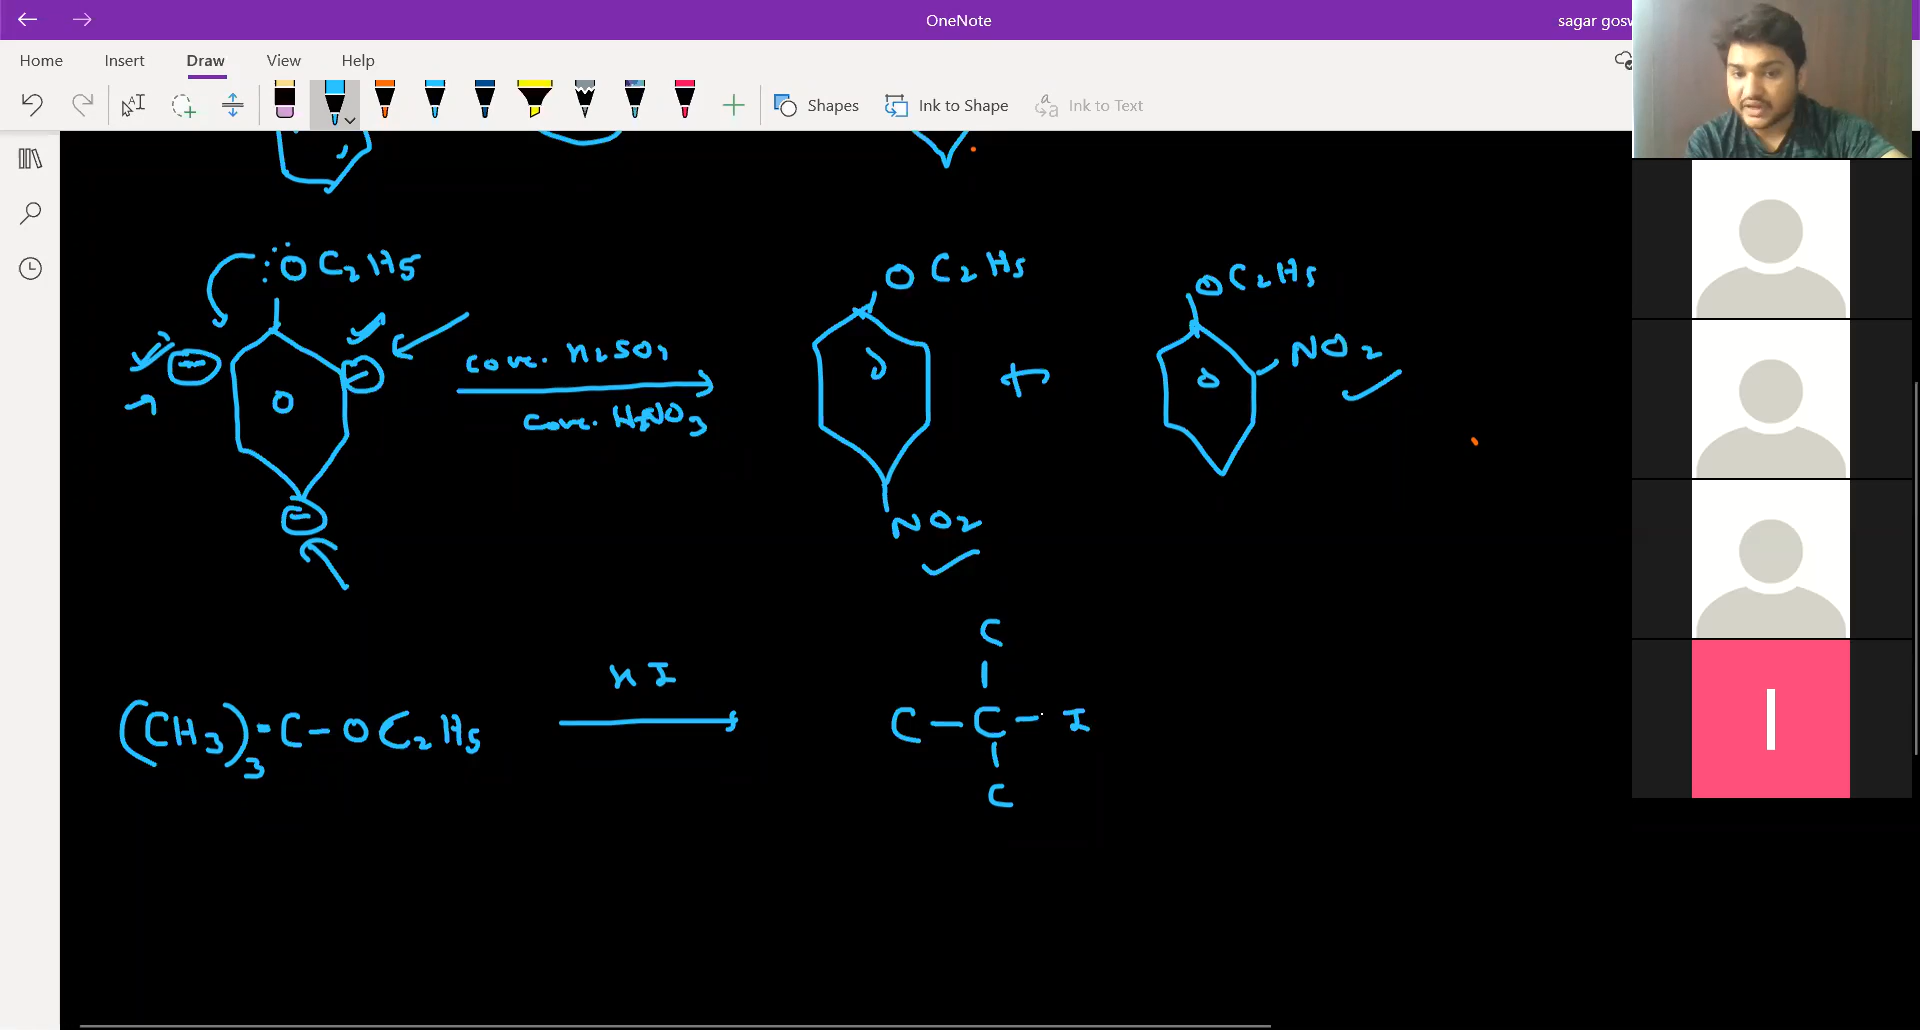 OneNote
sagar gosw
Home Insert Draw View Help
Shapes Ink to Shape Ink to Text
OC2H5
conc. H2SO4
conc. HNO3
OC2H5
NO2
+
OC2H5
NO2
(CH3)3-C-OC2H5
HI
C
C-C-I
C
I